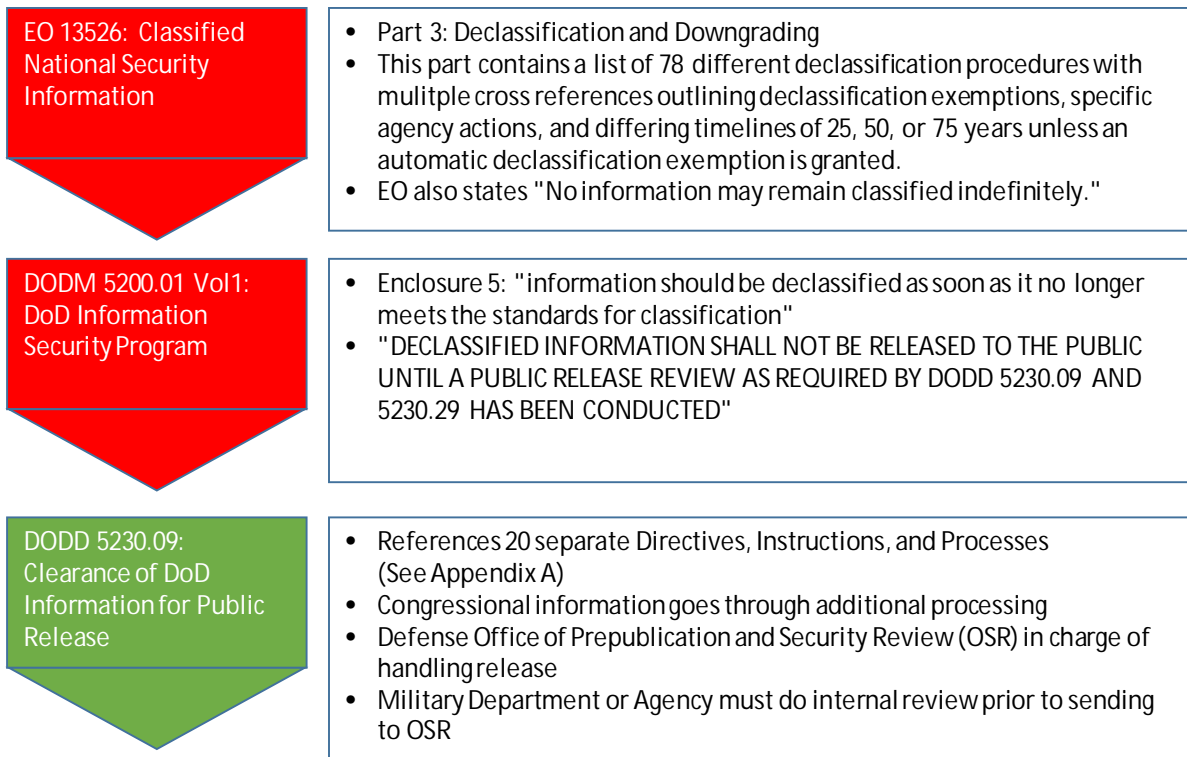 EO 13526: Classified
National Security
Information
• Part 3: Declassification and Downgrading
• This part contains a list of 78 different declassification procedures with
mulitple cross references outlining declassification exemptions, specific
agency actions, and differing timelines of 25, 50, or 75 years unless an
automatic declassification exemption is granted.
• EO also states "No information may remain classified indefinitely."
DODM 5200.01 Vol1:
DoD Information
Security Program
• Enclosure 5: "information should be declassified as soon as it no longer
meets the standards for classification"
• "DECLASSIFIED INFORMATION SHALL NOT BE RELEASED TO THE PUBLIC
UNTIL A PUBLIC RELEASE REVIEW AS REQUIRED BY DODD 5230.09 AND
5230.29 HAS BEEN CONDUCTED"
DODD 5230.09:
Clearance of DoD
Information for Public
Release
• References 20 separate Directives, Instructions, and Processes
(See Appendix A)
• Congressional information goes through additional processing
• Defense Office of Prepublication and Security Review (OSR) in charge of
handling release
• Military Department or Agency must do internal review prior to sending
to OSR